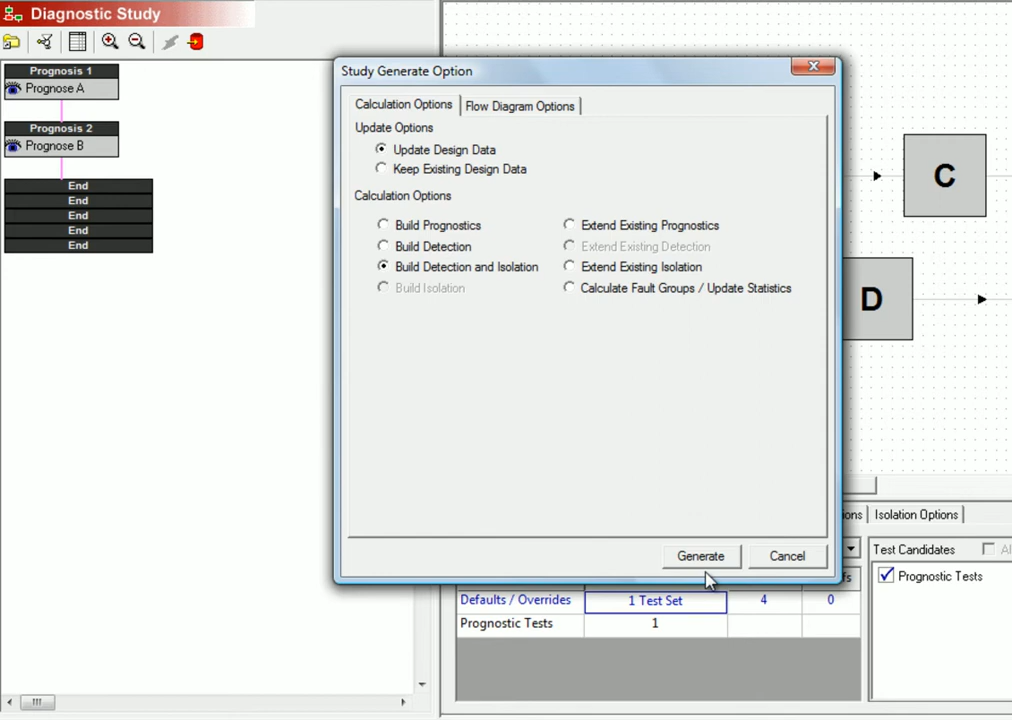 Diagnostic Study
Prognosis 1
Prognose A
Prognosis 2
Prognose B
End
End
End
End
End
Study Generate Option
Calculation Options
Flow Diagram Options
Update Options
Update Design Data
Keep Existing Design Data
Calculation Options
Build Prognostics
Extend Existing Prognostics
Build Detection
Extend Existing Detection
Build Detection and Isolation
Extend Existing Isolation
Build Isolation
Calculate Fault Groups / Update Statistics
Generate
Cancel
C
D
Isolation Options
Test Candidates
Prognostic Tests
Defaults / Overrides 1 Test Set 4 0
Prognostic Tests 1